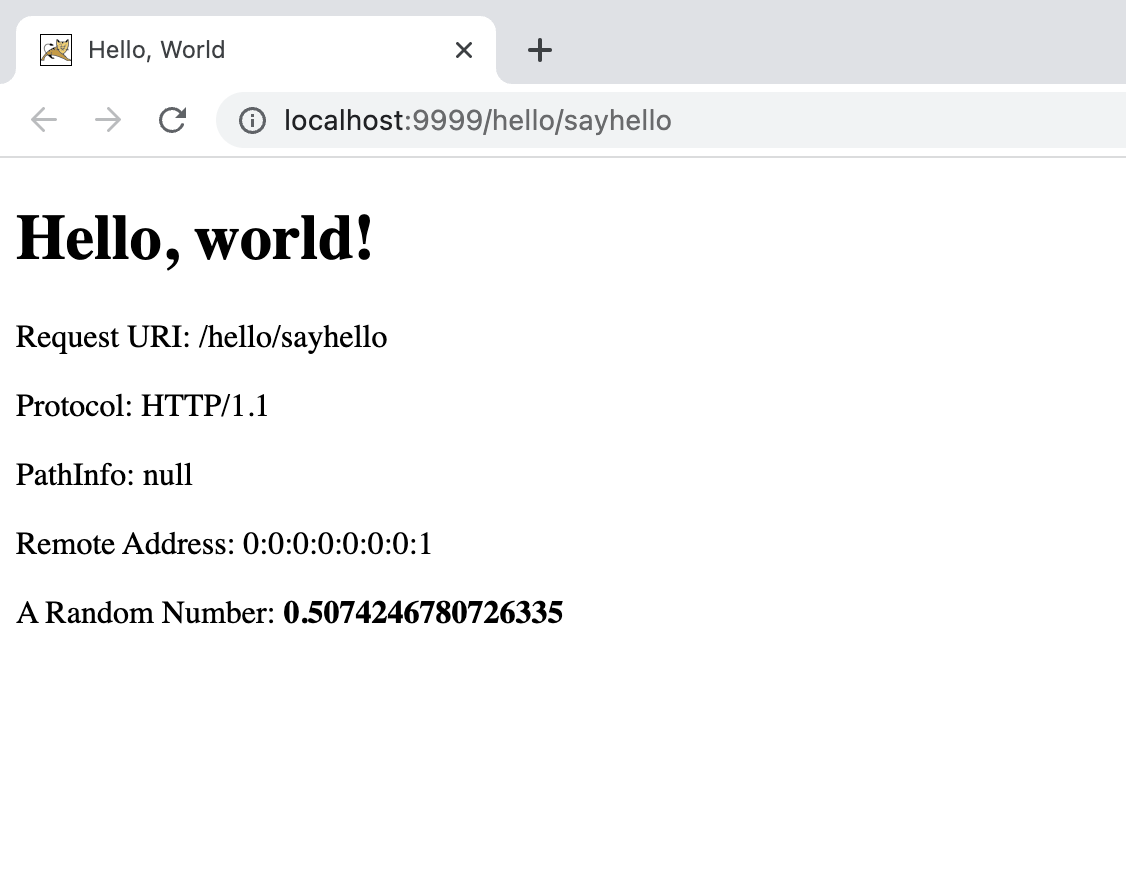 Hello, World
localhost:9999/hello/sayhello
Hello, world!
Request URI: /hello/sayhello
Protocol: HTTP/1.1
PathInfo: null
Remote Address: 0:0:0:0:0:0:0:1
A Random Number: 0.5074246780726335